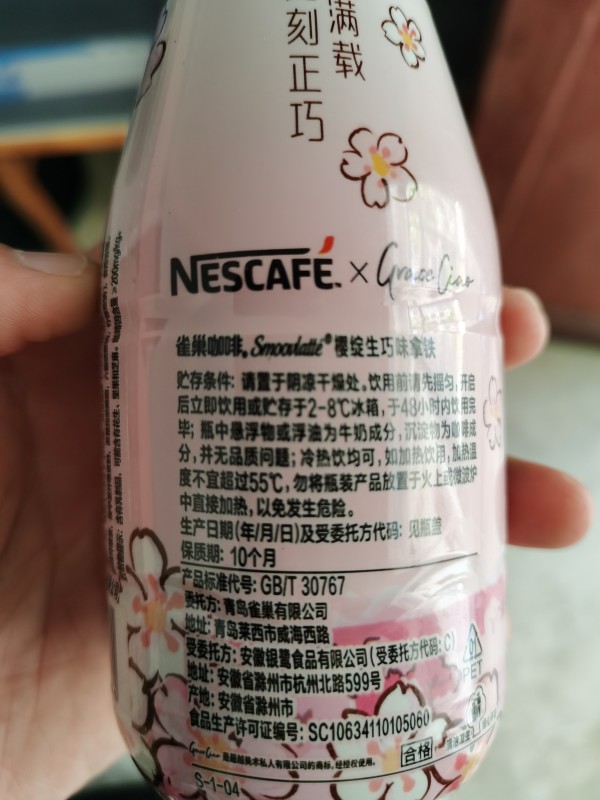 满载
刻正巧
NESCAFÉ. × Grace Ciao
雀巢咖啡® Smoovlatté® 樱绽生巧味拿铁
贮存条件：请置于阴凉干燥处。饮用前请先摇匀，开启
后立即饮用或贮存于2-8℃冰箱，于48小时内饮用完
毕；瓶中悬浮物或浮油为牛奶成分，沉淀物为咖啡成
分，并无品质问题；冷热饮均可，如加热饮用，加热温
度不宜超过55℃，勿将瓶装产品放置于火上或微波炉
中直接加热，以免发生危险。
生产日期(年/月/日)及受委托方代码：见瓶盖
保质期：10个月
产品标准代号：GB/T 30767
委托方：青岛雀巢有限公司
地址：青岛莱西市威海西路
受委托方：安徽银鹭食品有限公司(受委托方代码：C)
地址：安徽省滁州市杭州北路599号
产地：安徽省滁州市
食品生产许可证编号：SC10634110105060
合格
01
PET
S-1-04